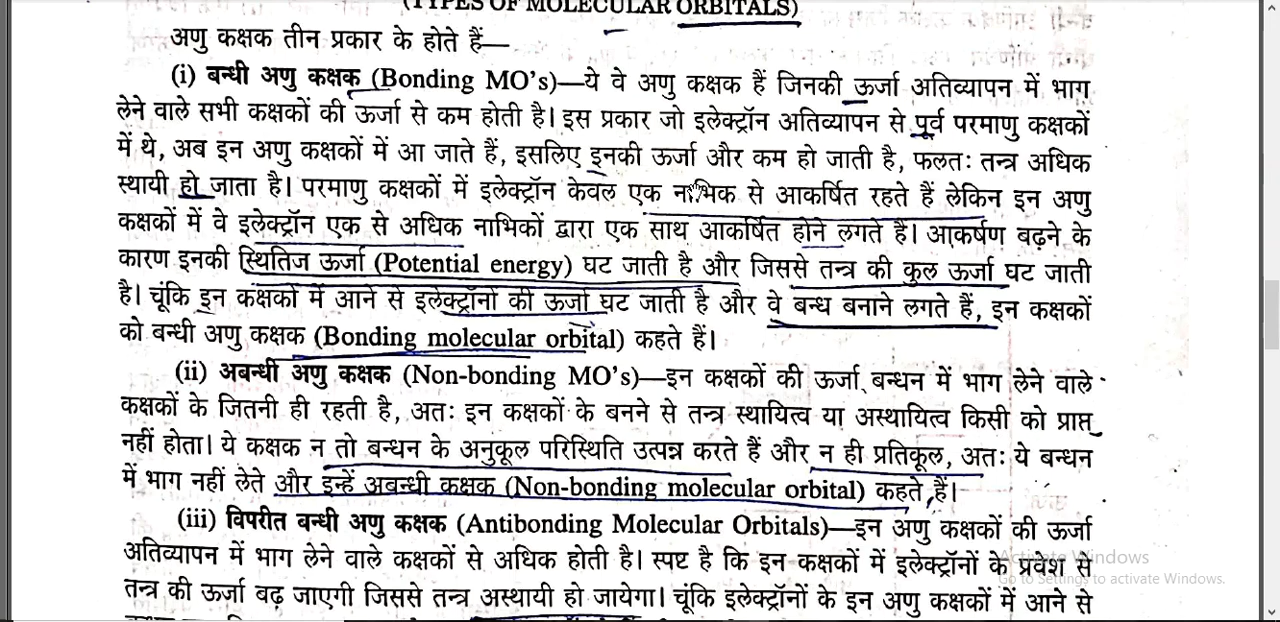 (TYPES OF MOLECULAR ORBITALS)
अणु कक्षक तीन प्रकार के होते हैं—
(i) बन्धी अणु कक्षक (Bonding MO's)—ये वे अणु कक्षक हैं जिनकी ऊर्जा अतिव्यापन में भाग
लेने वाले सभी कक्षकों की ऊर्जा से कम होती है। इस प्रकार जो इलेक्ट्रॉन अतिव्यापन से पूर्व परमाणु कक्षकों
में थे, अब इन अणु कक्षकों में आ जाते हैं, इसलिए इनकी ऊर्जा और कम हो जाती है, फलतः तन्त्र अधिक
स्थायी हो जाता है। परमाणु कक्षकों में इलेक्ट्रॉन केवल एक नाभिक से आकर्षित रहते हैं लेकिन इन अणु
कक्षकों में वे इलेक्ट्रॉन एक से अधिक नाभिकों द्वारा एक साथ आकर्षित होने लगते हैं। आकर्षण बढ़ने के
कारण इनकी स्थितिज ऊर्जा (Potential energy) घट जाती है और जिससे तन्त्र की कुल ऊर्जा घट जाती
है। चूंकि इन कक्षकों में आने से इलेक्ट्रॉनों की ऊर्जा घट जाती है और वे बन्ध बनाने लगते हैं, इन कक्षकों
को बन्धी अणु कक्षक (Bonding molecular orbital) कहते हैं।
(ii) अबन्धी अणु कक्षक (Non-bonding MO's)—इन कक्षकों की ऊर्जा बन्धन में भाग लेने वाले
कक्षकों के जितनी ही रहती है, अतः इन कक्षकों के बनने से तन्त्र स्थायित्व या अस्थायित्व किसी को प्राप्त
नहीं होता। ये कक्षक न तो बन्धन के अनुकूल परिस्थिति उत्पन्न करते हैं और न ही प्रतिकूल, अतः ये बन्धन
में भाग नहीं लेते और इन्हें अबन्धी कक्षक (Non-bonding molecular orbital) कहते हैं।
(iii) विपरीत बन्धी अणु कक्षक (Antibonding Molecular Orbitals)—इन अणु कक्षकों की ऊर्जा
अतिव्यापन में भाग लेने वाले कक्षकों से अधिक होती है। स्पष्ट है कि इन कक्षकों में इलेक्ट्रॉनों के प्रवेश से
तन्त्र की ऊर्जा बढ़ जाएगी जिससे तन्त्र अस्थायी हो जायेगा। चूंकि इलेक्ट्रॉनों के इन अणु कक्षकों में आने से
Activate Windows
Go to Settings to activate Windows.